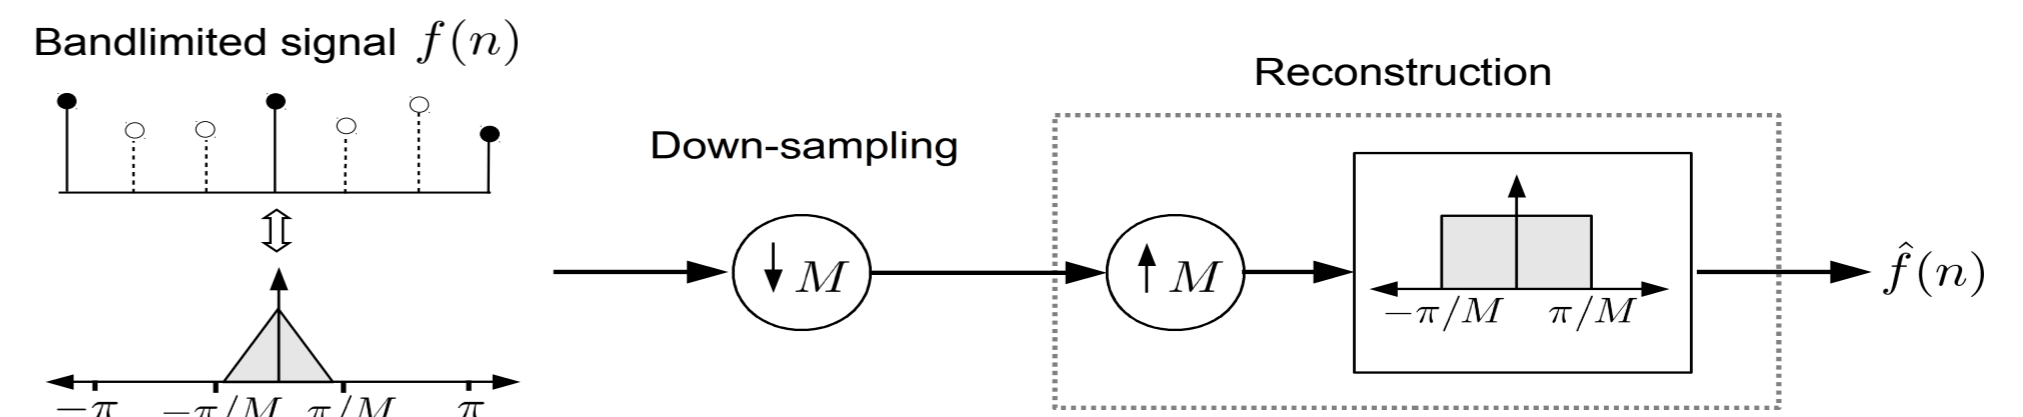 Bandlimited signal f(n)
Reconstruction
Down-sampling
↓ M
↑ M
−π/M π/M
f̂(n)
−π −π/M π/M π